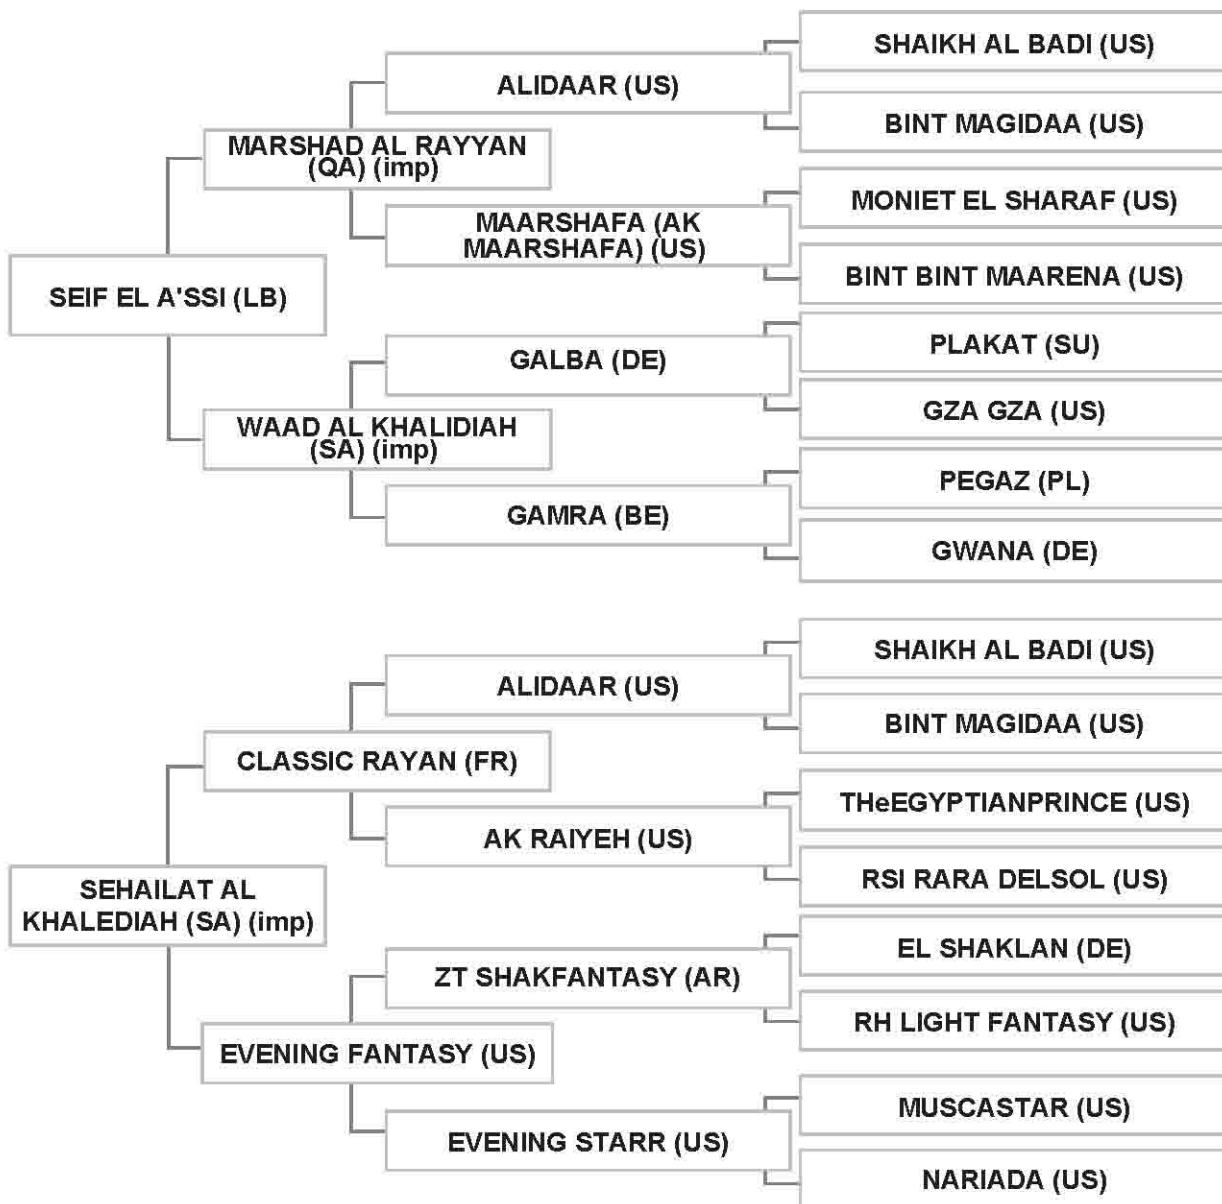 SHAIKH AL BADI (US)
ALIDAAR (US)
BINT MAGIDAA (US)
MARSHAD AL RAYYAN
(QA) (imp)
MONIET EL SHARAF (US)
MAARSHAFA (AK
MAARSHAFA) (US)
BINT BINT MAARENA (US)
SEIF EL A'SSI (LB)
PLAKAT (SU)
GALBA (DE)
GZA GZA (US)
WAAD AL KHALIDIAH
(SA) (imp)
PEGAZ (PL)
GAMRA (BE)
GWANA (DE)
SHAIKH AL BADI (US)
ALIDAAR (US)
BINT MAGIDAA (US)
CLASSIC RAYAN (FR)
THeEGYPTIANPRINCE (US)
AK RAIYEH (US)
RSI RARA DELSOL (US)
SEHAILAT AL
KHALEDIAH (SA) (imp)
EL SHAKLAN (DE)
ZT SHAKFANTASY (AR)
RH LIGHT FANTASY (US)
EVENING FANTASY (US)
MUSCASTAR (US)
EVENING STARR (US)
NARIADA (US)